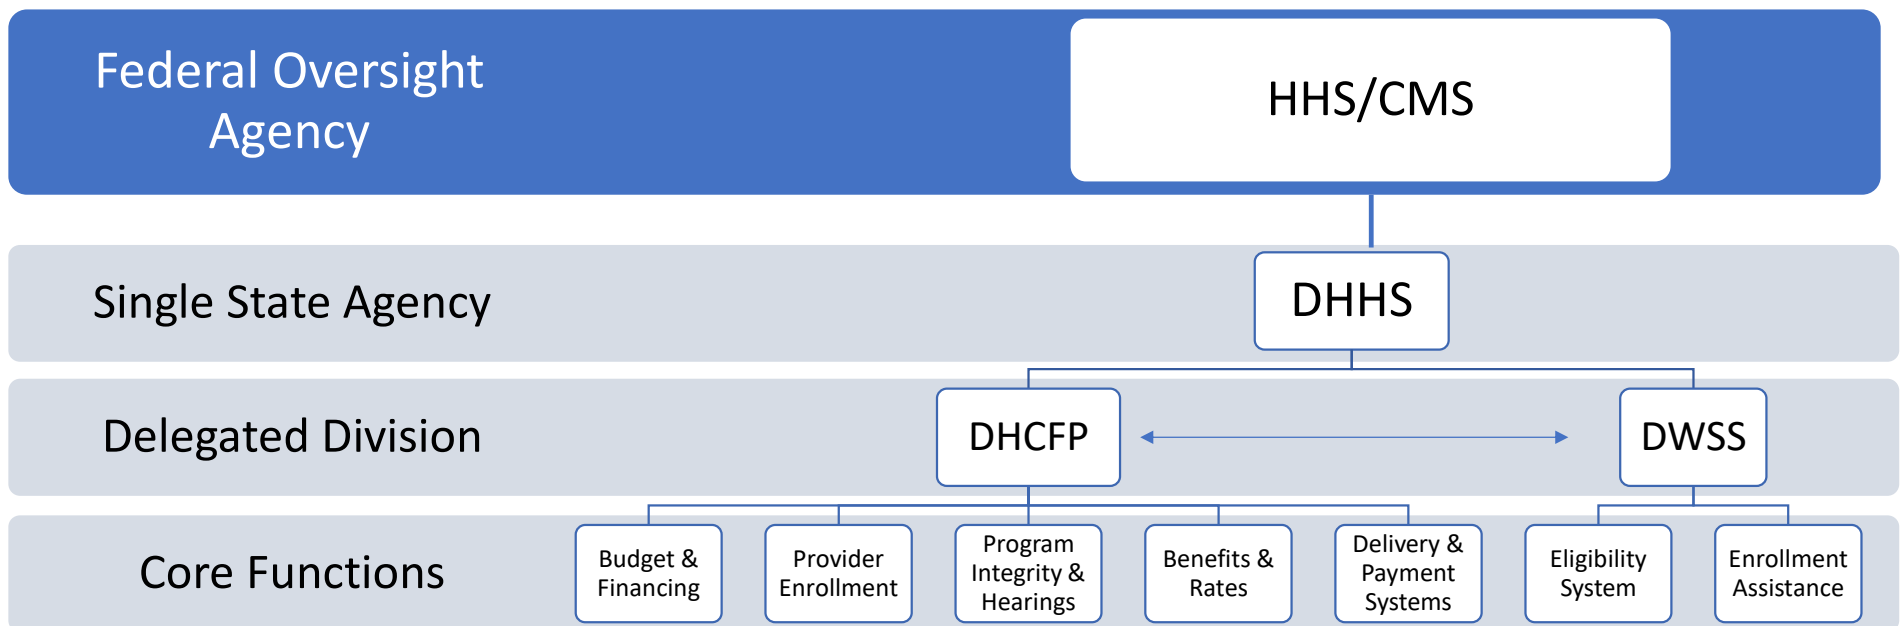 Federal Oversight
Agency
HHS/CMS
Single State Agency
DHHS
Delegated Division
DHCFP
DWSS
Core Functions
Budget &
Financing
Provider
Enrollment
Program
Integrity &
Hearings
Benefits &
Rates
Delivery &
Payment
Systems
Eligibility
System
Enrollment
Assistance